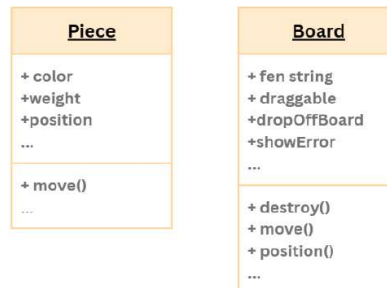 Piece
+ color
+weight
+position
...
+ move()
...
Board
+ fen string
+ draggable
+dropOffBoard
+showError
...
+ destroy()
+ move()
+ position()
...